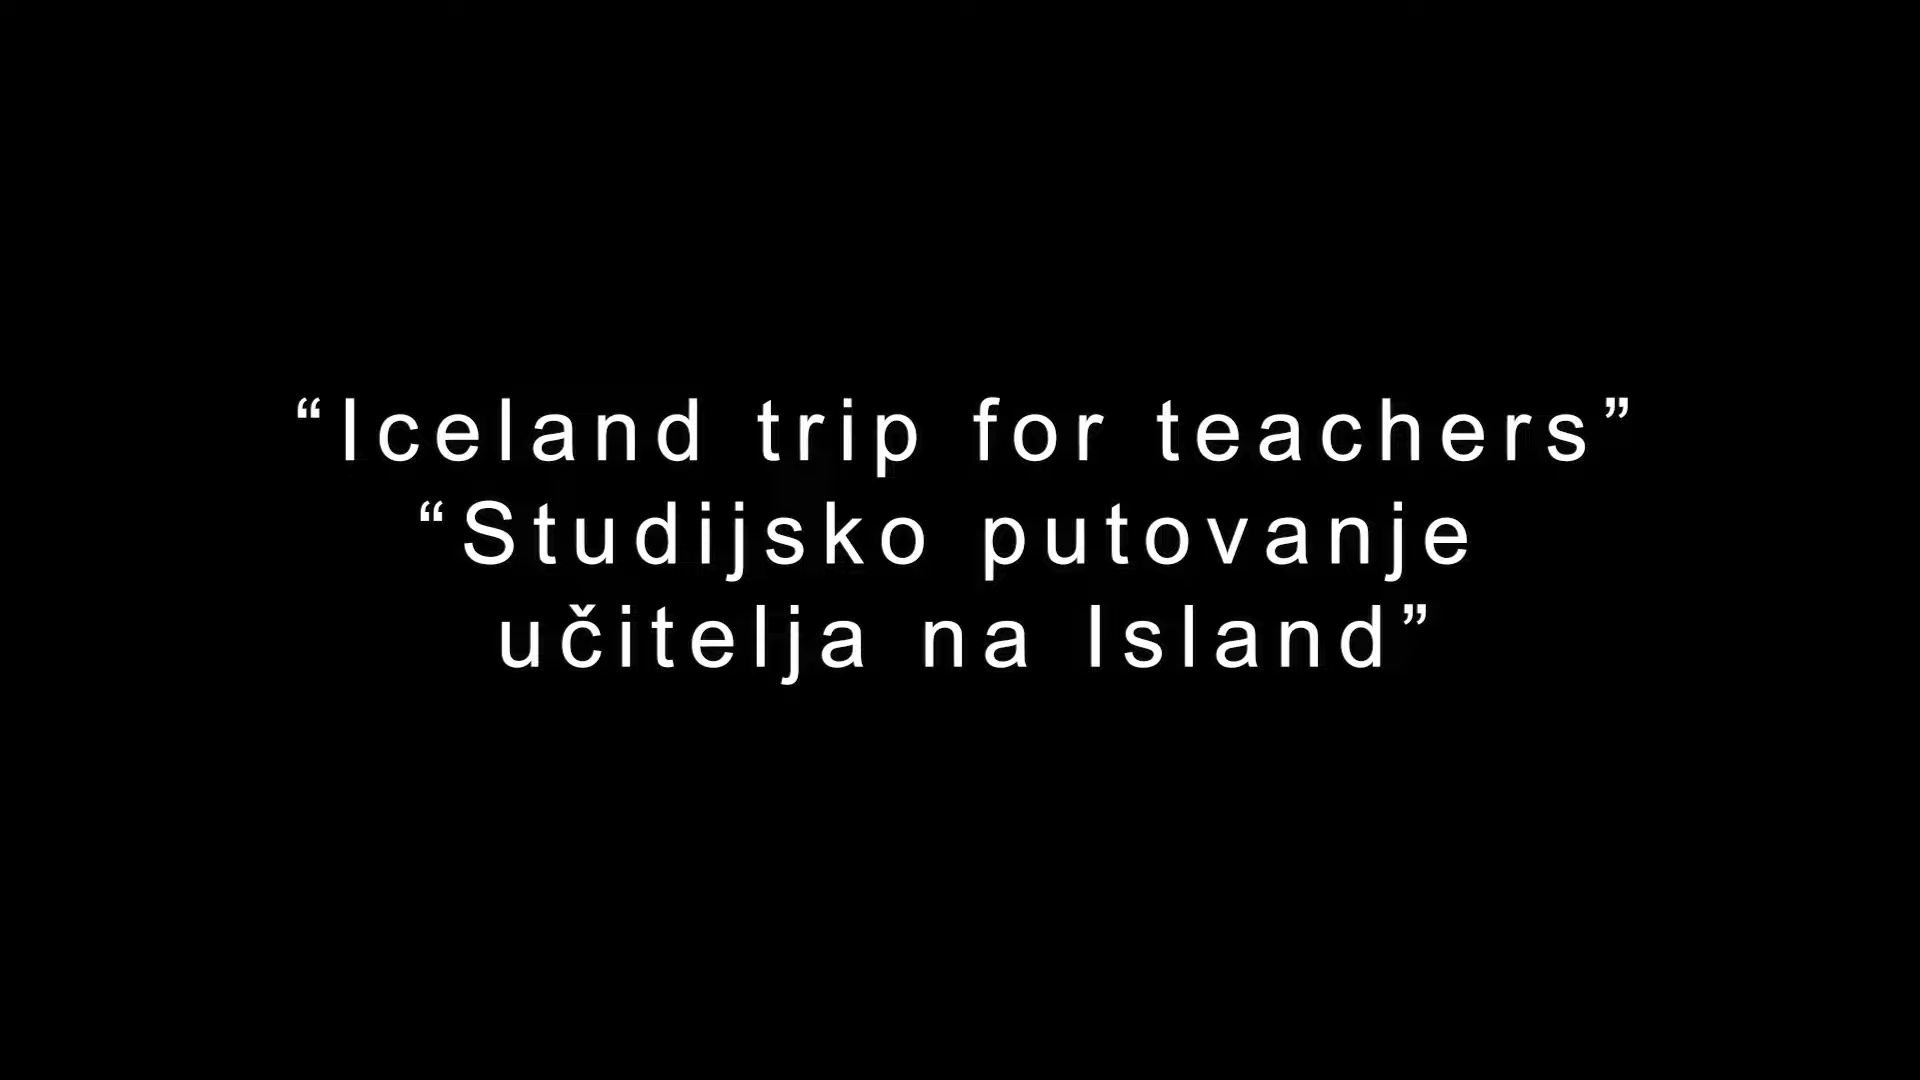 “Iceland trip for teachers”
“Studijsko putovanje
učitelja na Island”